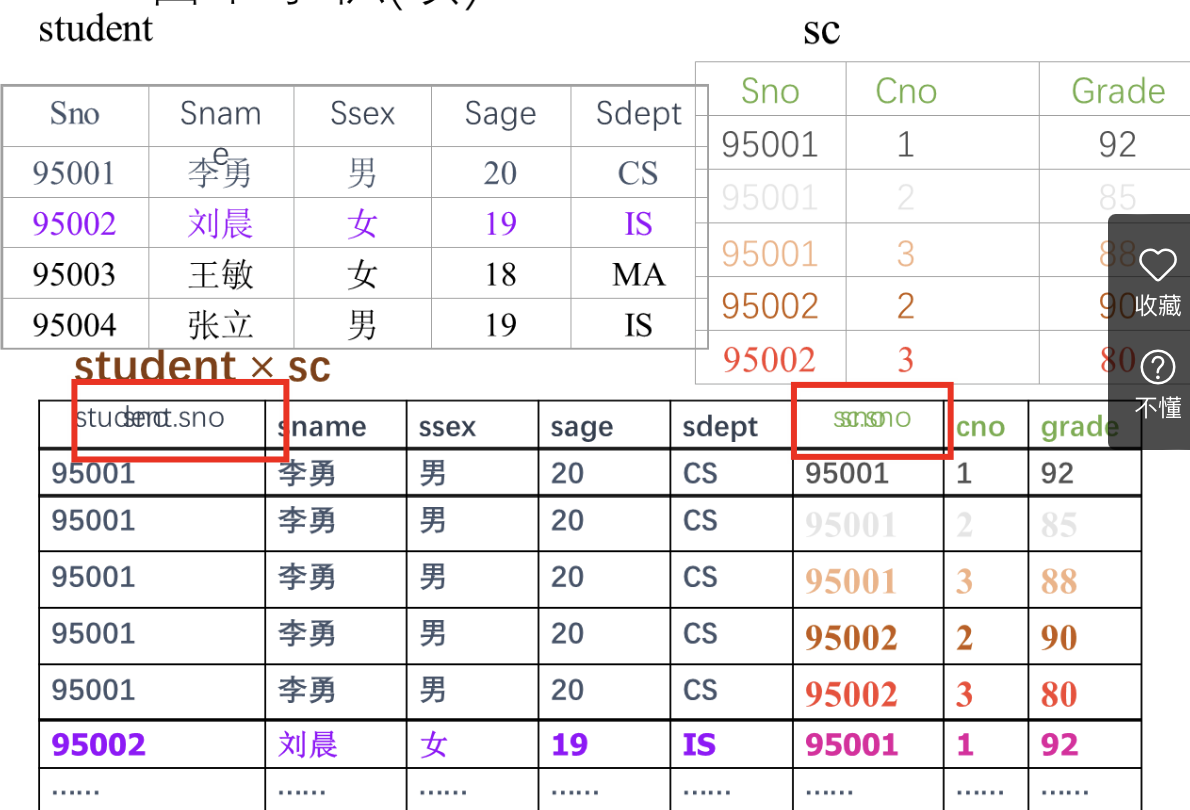 student
sc
Sno Sname Ssex Sage Sdept
95001 李勇 男 20 CS
95002 刘晨 女 19 IS
95003 王敏 女 18 MA
95004 张立 男 19 IS
Sno Cno Grade
95001 1 92
95001 2 85
95001 3 88
95002 2 90
95002 3 80
收藏
不懂
student × sc
student.sno sname ssex sage sdept sc.sno cno grade
95001 李勇 男 20 CS 95001 1 92
95001 李勇 男 20 CS 95001 2 85
95001 李勇 男 20 CS 95001 3 88
95001 李勇 男 20 CS 95002 2 90
95001 李勇 男 20 CS 95002 3 80
95002 刘晨 女 19 IS 95001 1 92
…… …… …… …… …… …… …… ……